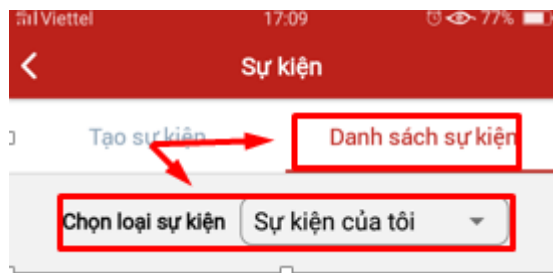 Viettel 17:09 77%
Sự kiện
Tạo sự kiện Danh sách sự kiện
Chọn loại sự kiện Sự kiện của tôi